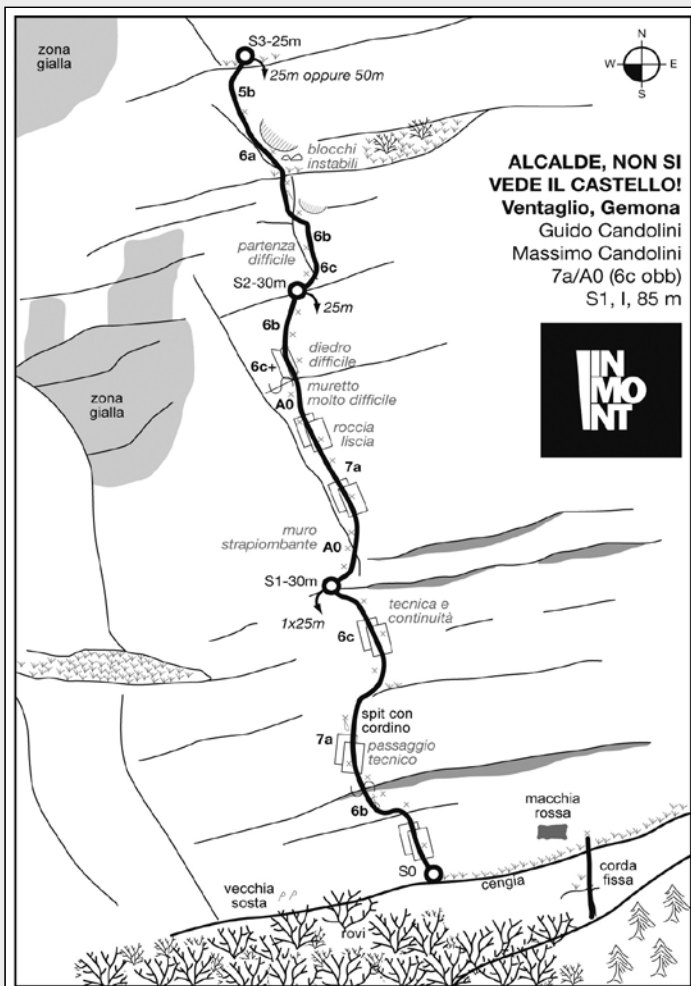 zona
gialla
S3-25m
25m oppure 50m
N
W
E
S
5b
6a
blocchi
instabili
ALCALDE, NON SI
VEDE IL CASTELLO!
Ventaglio, Gemona
Guido Candolini
Massimo Candolini
7a/A0 (6c obb)
S1, I, 85 m
IN
MO
NT
6b
partenza
difficile
6c
S2-30m
25m
6b
diedro
difficile
6c+
muretto
molto difficile
A0
zona
gialla
roccia
liscia
7a
muro
strapiombante
A0
S1-30m
1x25m
tecnica e
continuità
6c
spit con
cordino
7a
passaggio
tecnico
6b
macchia
rossa
S0
cengia
corda
fissa
vecchia
sosta
rovi